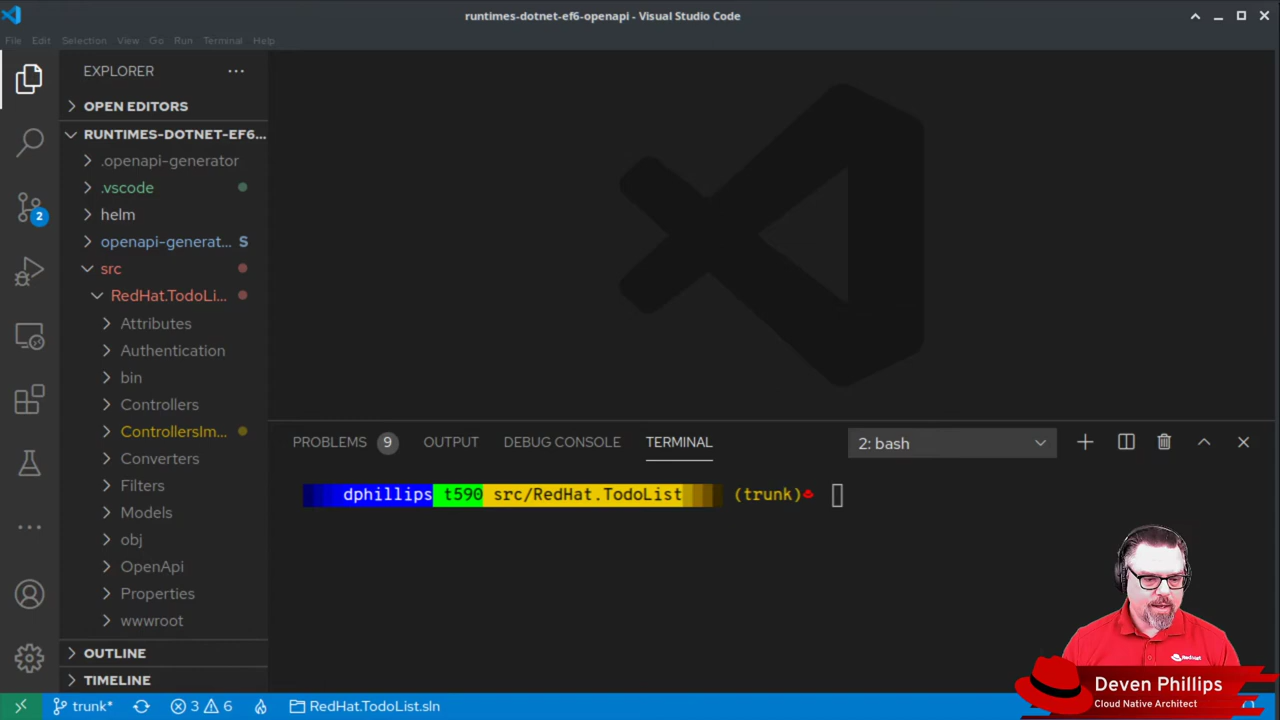 runtimes-dotnet-ef6-openapi - Visual Studio Code
File Edit Selection View Go Run Terminal Help
EXPLORER
OPEN EDITORS
RUNTIMES-DOTNET-EF6...
.openapi-generator
.vscode
helm
openapi-generat... S
src
RedHat.TodoLi...
Attributes
Authentication
bin
Controllers
ControllersIm...
Converters
Filters
Models
obj
OpenApi
Properties
wwwroot
OUTLINE
TIMELINE
2
PROBLEMS 9 OUTPUT DEBUG CONSOLE TERMINAL 2: bash
dphillips t590 src/RedHat.TodoList (trunk)
Red Hat
Deven Phillips
Cloud Native Architect
trunk* 3 6 RedHat.TodoList.sln